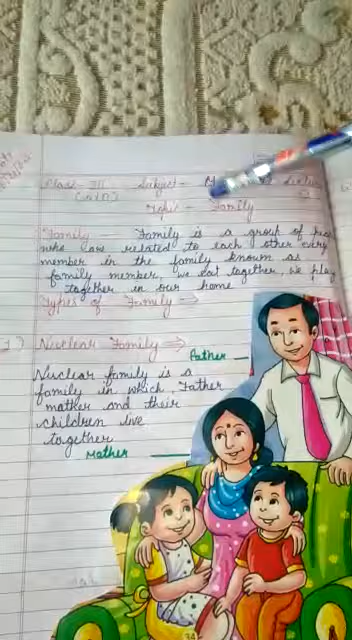 Class - III Subject -
Topic - Family
Family - Family is a group of
who are related to each other every
member in the family known as
family member, we eat together, we play
together in our home
Types of Family ⇒
1) Nuclear Family ⇒
Father
Nuclear family is a
family in which Father
mother and their
children live
together
Mother
34